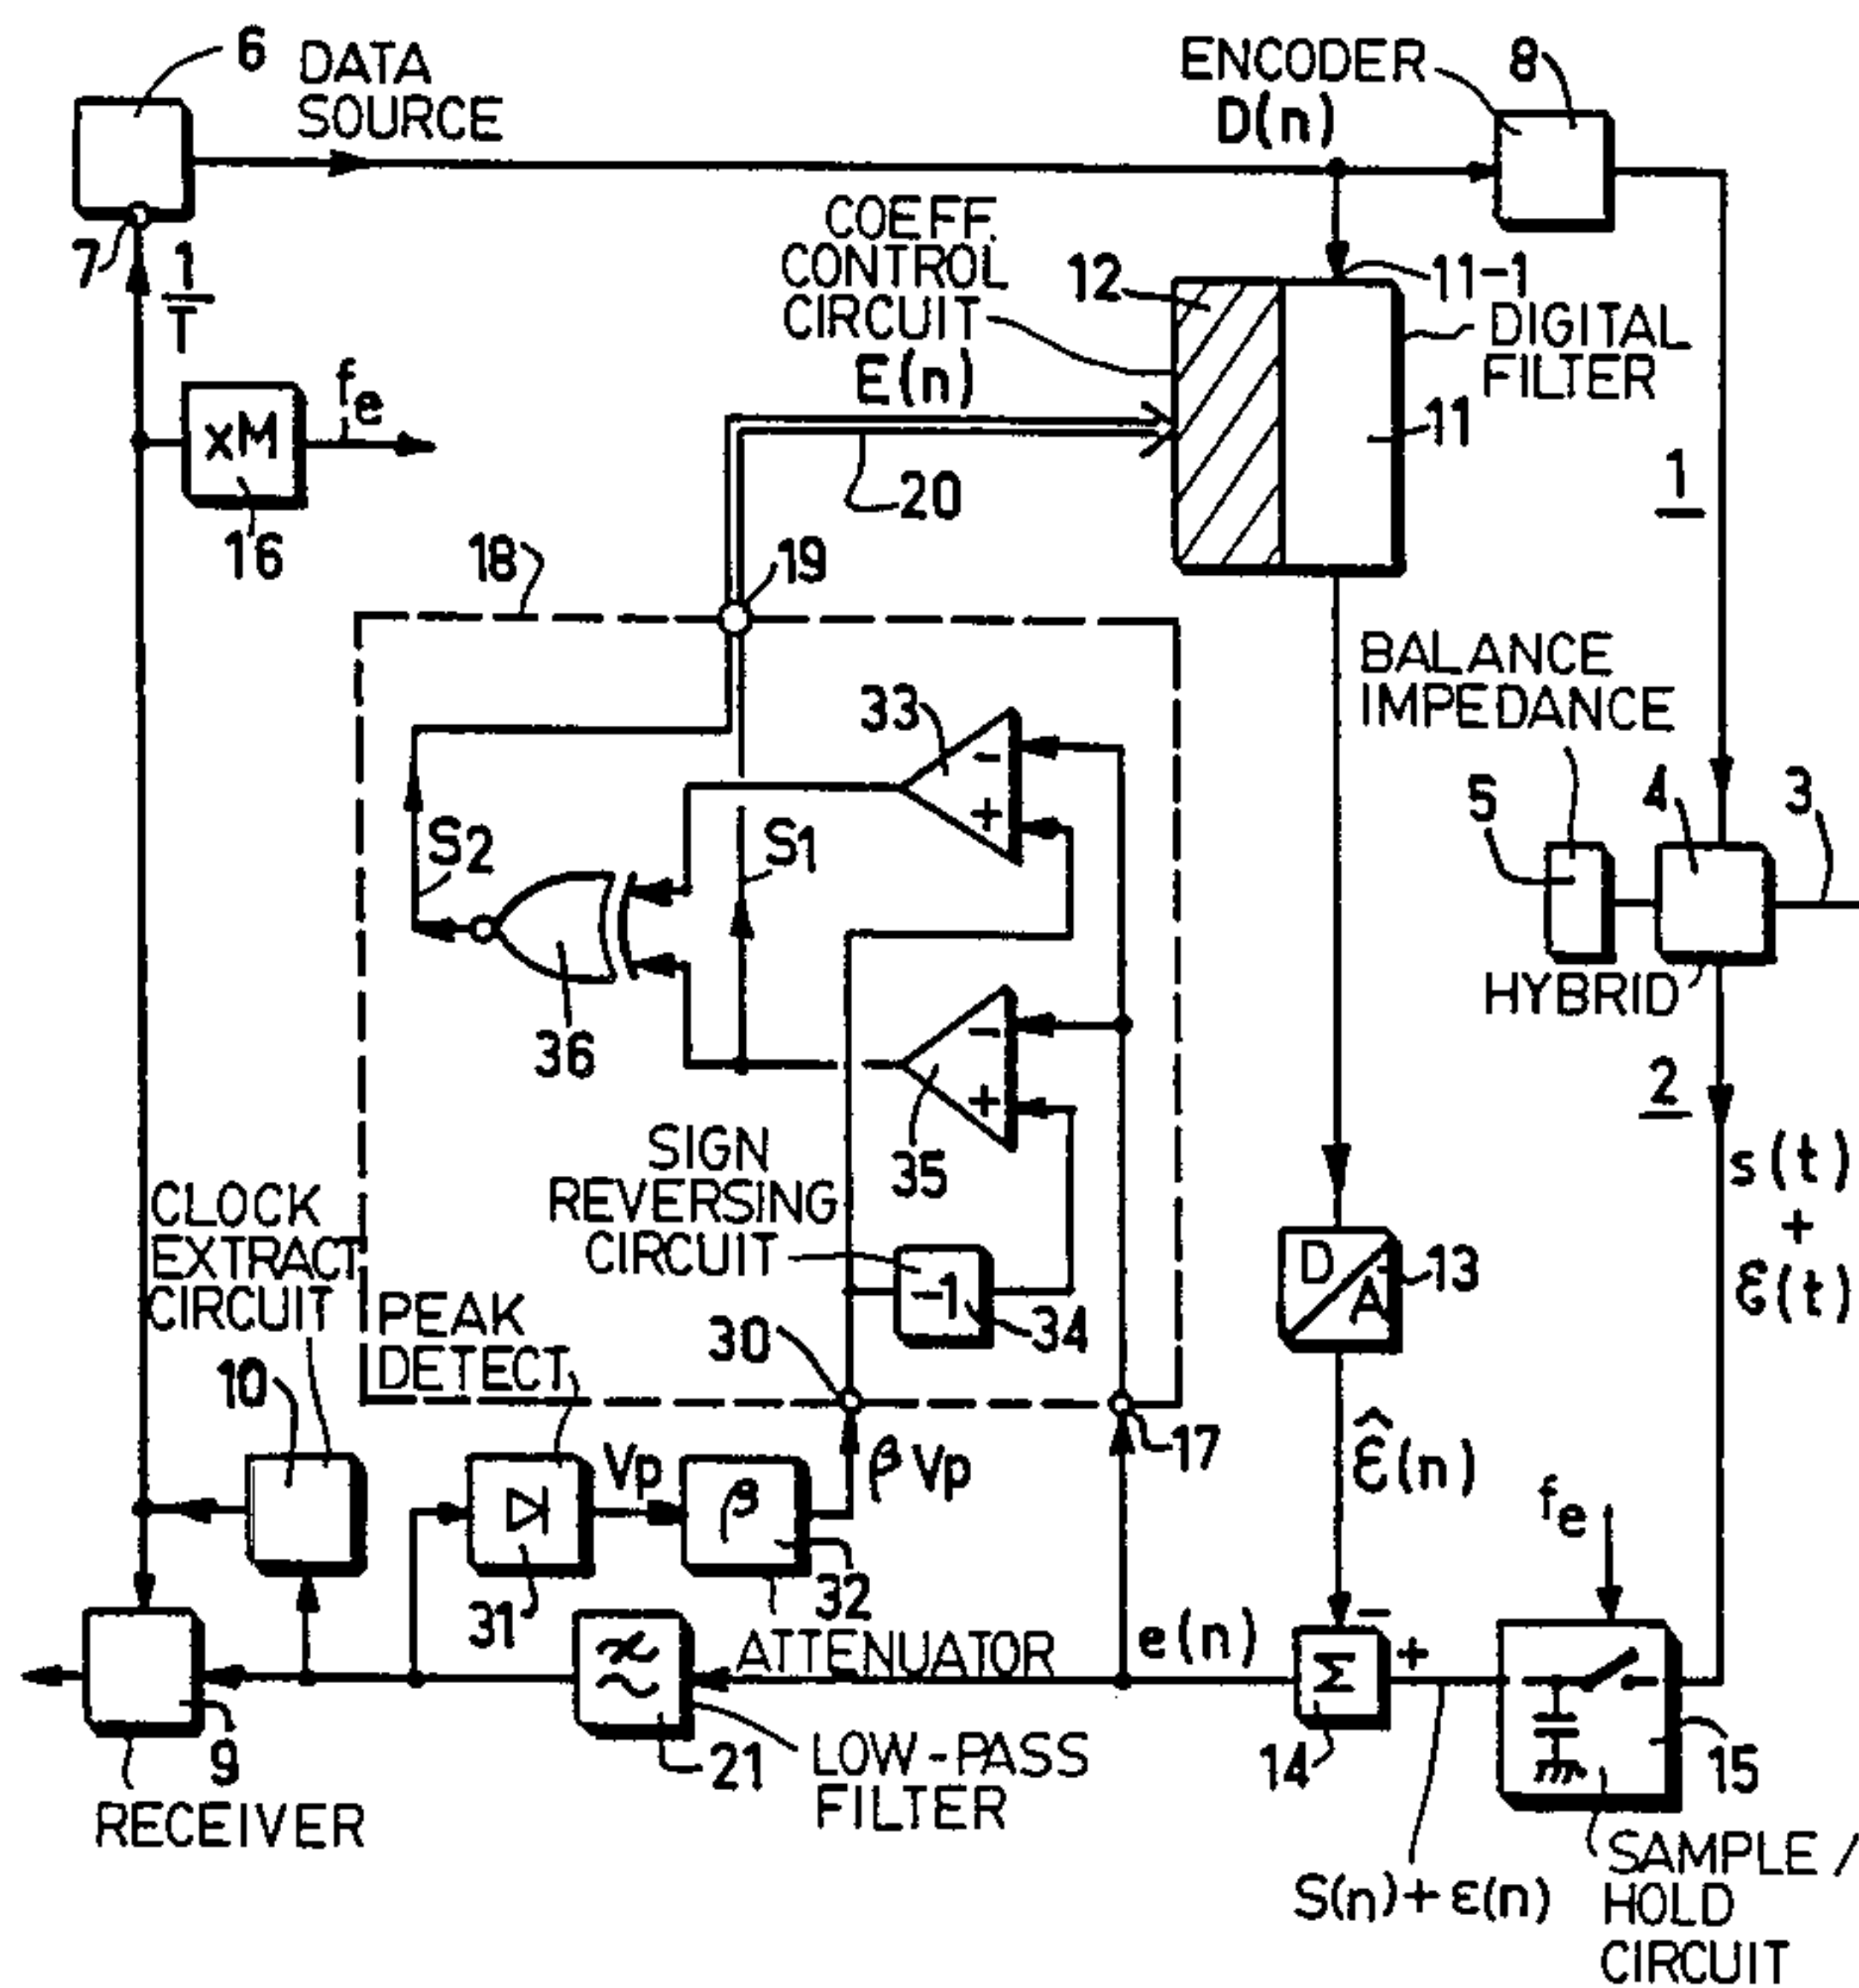 6 DATA
SOURCE
ENCODER 8
D(n)
7
1
T
COEFF.
CONTROL
CIRCUIT
E(n)
12
11-1
DIGITAL
FILTER
11
xM
fe
16
20
1
18
19
BALANCE
IMPEDANCE
33
-
+
S2
S1
5
4
3
36
HYBRID
-
+
35
2
SIGN
REVERSING
CIRCUIT
s(t)
+
ε(t)
CLOCK
EXTRACT
CIRCUIT
-1
34
D
A
13
PEAK
DETECT
30
10
17
Vp
β
βVp
ε̂(n)
fe
31
32
ATTENUATOR
e(n)
-
Σ
+
9
21
LOW-PASS
FILTER
14
15
RECEIVER
S(n)+ε(n)
SAMPLE /
HOLD
CIRCUIT